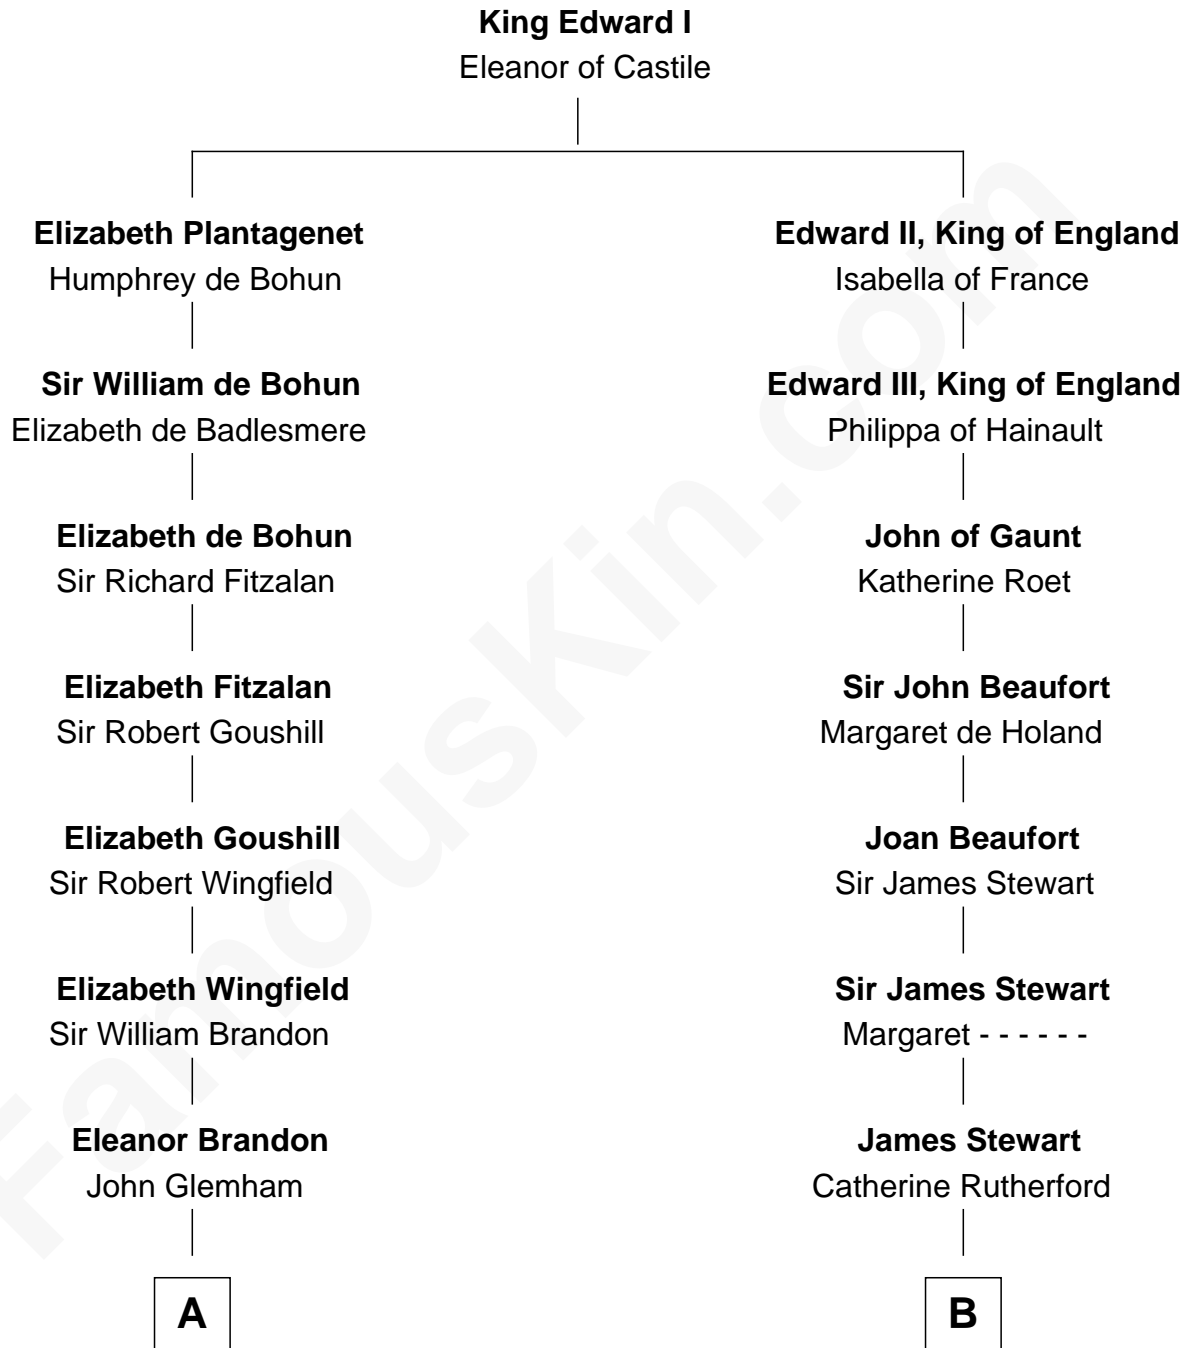 King Edward I
Eleanor of Castile
Elizabeth Plantagenet
Humphrey de Bohun
Edward II, King of England
Isabella of France
Sir William de Bohun
Elizabeth de Badlesmere
Edward III, King of England
Philippa of Hainault
Elizabeth de Bohun
Sir Richard Fitzalan
John of Gaunt
Katherine Roet
Elizabeth Fitzalan
Sir Robert Goushill
Sir John Beaufort
Margaret de Holand
Elizabeth Goushill
Sir Robert Wingfield
Joan Beaufort
Sir James Stewart
Elizabeth Wingfield
Sir William Brandon
Sir James Stewart
Margaret - - - - - -
Eleanor Brandon
John Glemham
James Stewart
Catherine Rutherford
A
B
FamousKin.com